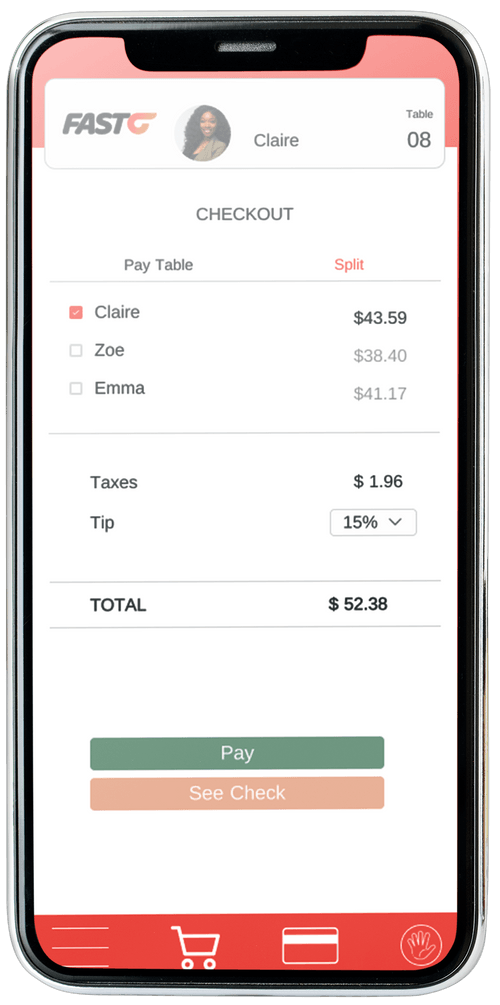 FAST
Claire
Table
08
CHECKOUT
Pay Table Split
Claire $43.59
Zoe $38.40
Emma $41.17
Taxes $ 1.96
Tip 15%
TOTAL $ 52.38
Pay
See Check